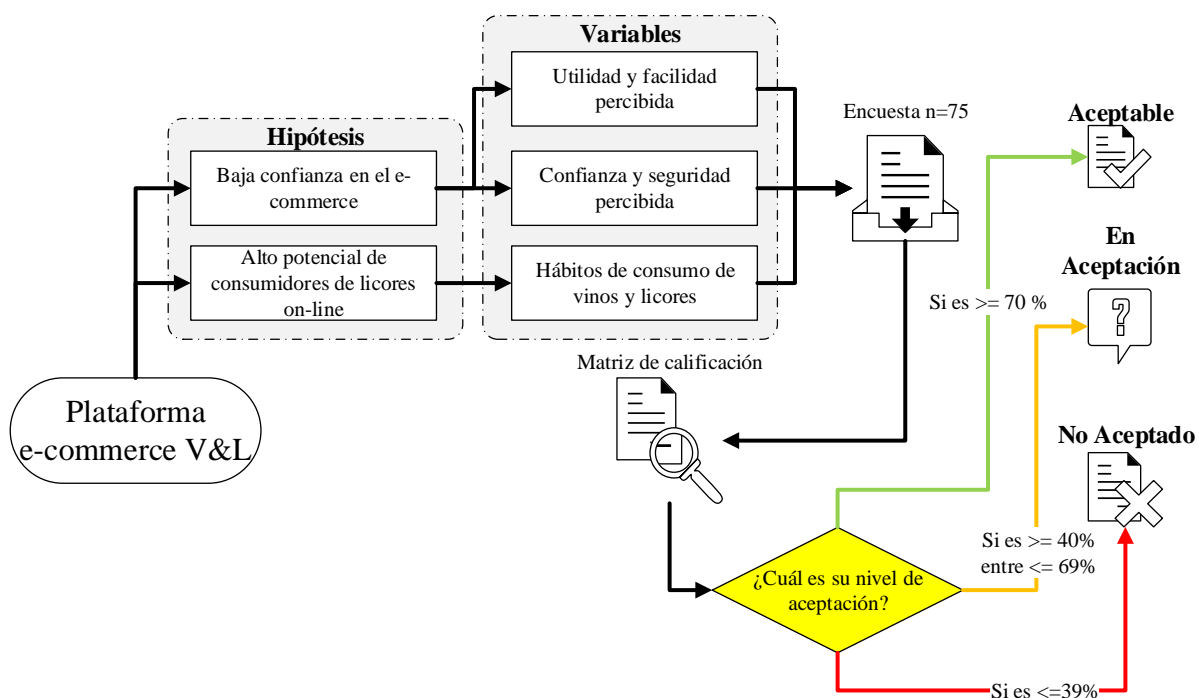 Variables
Utilidad y facilidad
percibida
Hipótesis
Baja confianza en el e-
commerce
Confianza y seguridad
percibida
Alto potencial de
consumidores de licores
on-line
Hábitos de consumo de
vinos y licores
Encuesta n=75
Aceptable
En
Aceptación
Si es >= 70 %
Matriz de calificación
Plataforma
e-commerce V&L
No Aceptado
Si es >= 40%
entre <= 69%
¿Cuál es su nivel de
aceptación?
Si es <=39%
?